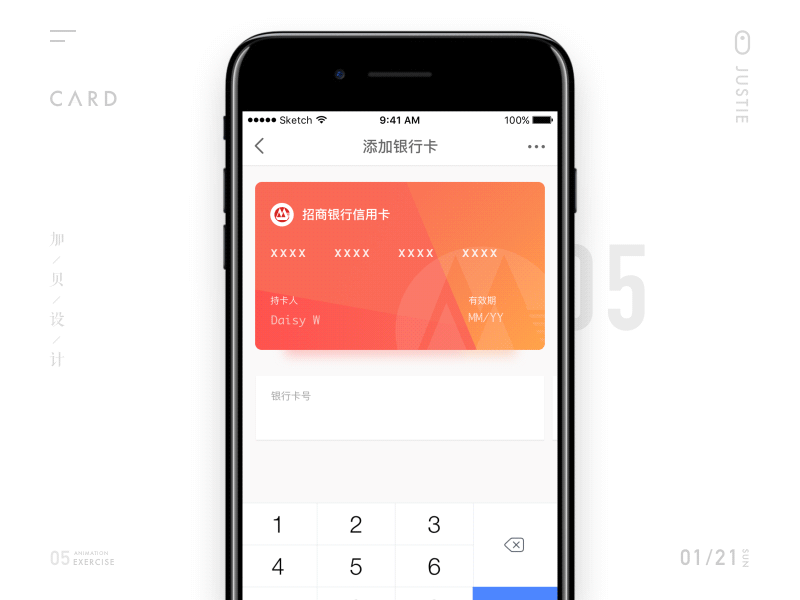 CARD
JUSTIE
加/贝/设/计
05
Sketch
9:41 AM
100%
添加银行卡
招商银行信用卡
XXXX XXXX XXXX XXXX
持卡人
有效期
Daisy W
MM/YY
银行卡号
1 2 3
4 5 6
05 ANIMATION
EXERCISE
01/21 SUN